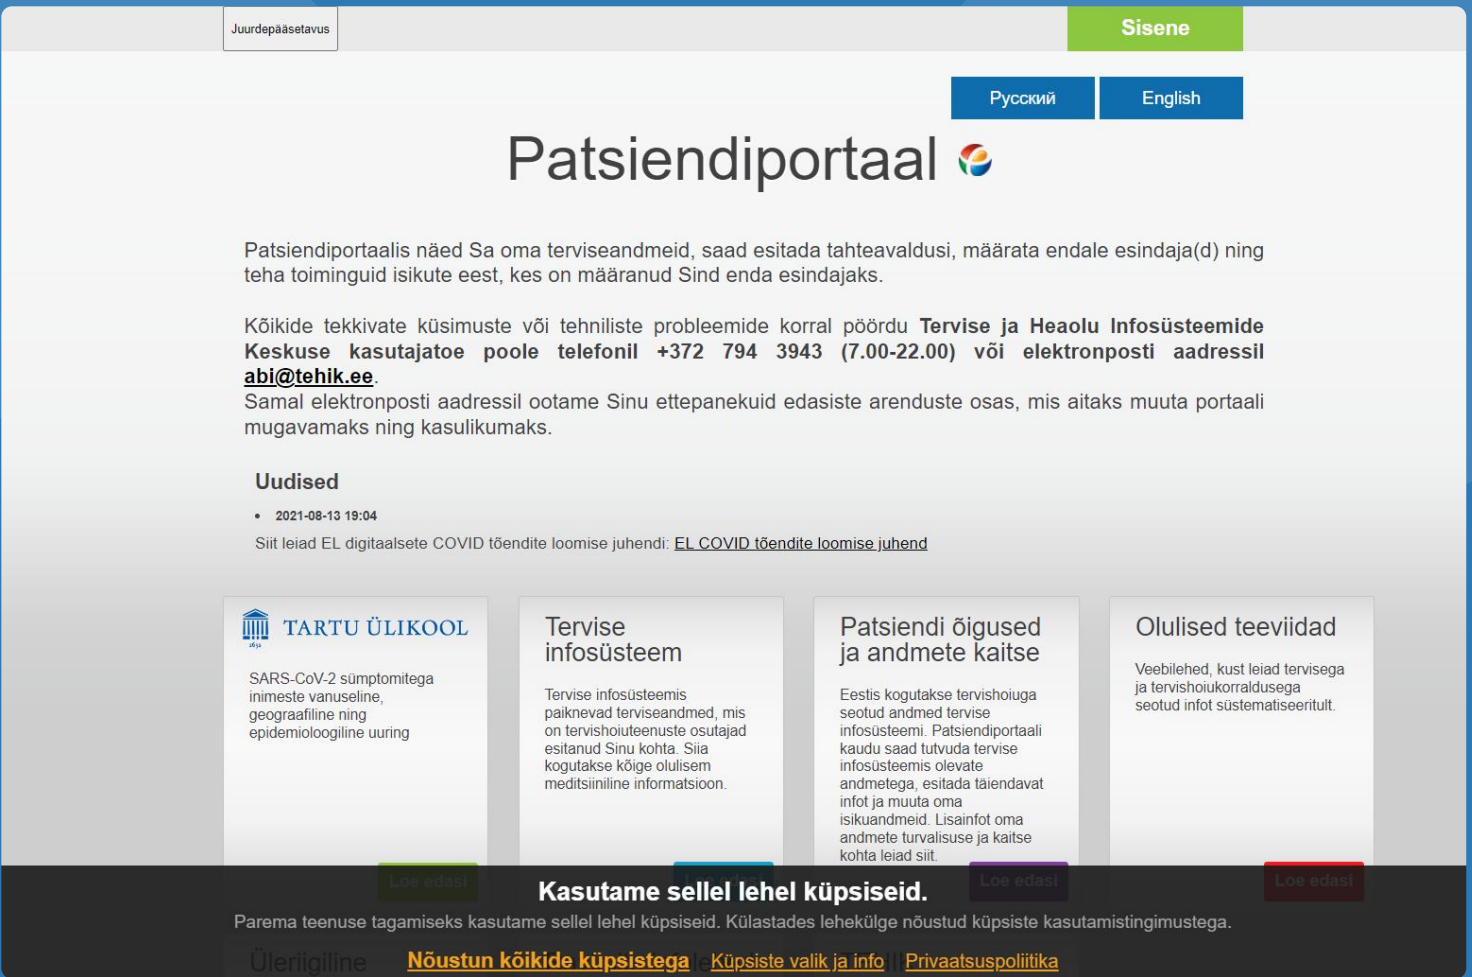 Juurdepääsetavus
Sisene
Русский
English
Patsiendiportaal
Patsiendiportaalis näed Sa oma terviseandmeid, saad esitada tahteavaldusi, määrata endale esindaja(d) ning
teha toiminguid isikute eest, kes on määranud Sind enda esindajaks.
Kõikide tekkivate küsimuste või tehniliste probleemide korral pöördu Tervise ja Heaolu Infosüsteemide
Keskuse kasutajatoe poole telefonil +372 794 3943 (7.00-22.00) või elektronposti aadressil
abi@tehik.ee.
Samal elektronposti aadressil ootame Sinu ettepanekuid edasiste arenduste osas, mis aitaks muuta portaali
mugavamaks ning kasulikumaks.
Uudised
• 2021-08-13 19:04
Siit leiad EL digitaalsete COVID tõendite loomise juhendi: EL COVID tõendite loomise juhend
TARTU ÜLIKOOL
1632
SARS-CoV-2 sümptomitega
inimeste vanuseline,
geograafiline ning
epidemioloogiline uuring
Loe edasi
Tervise
infosüsteem
Tervise infosüsteemis
paiknevad terviseandmed, mis
on tervishoiuteenuste osutajad
esitanud Sinu kohta. Siia
kogutakse kõige olulisem
meditsiiniline informatsioon.
Patsiendi õigused
ja andmete kaitse
Eestis kogutakse tervishoiuga
seotud andmed tervise
infosüsteemi. Patsiendiportaali
kaudu saad tutvuda tervise
infosüsteemis olevate
andmetega, esitada täiendavat
infot ja muuta oma
isikuandmeid. Lisainfot oma
andmete turvalisuse ja kaitse
kohta leiad siit.
Loe edasi
Olulised teeviidad
Veebilehed, kust leiad tervisega
ja tervishoiukorraldusega
seotud infot süstematiseeritult.
Loe edasi
Kasutame sellel lehel küpsiseid.
Parema teenuse tagamiseks kasutame sellel lehel küpsiseid. Külastades lehekülge nõustud küpsiste kasutamistingimustega.
Üleriigiline
Nõustun kõikide küpsistega Küpsiste valik ja info Privaatsuspoliitika